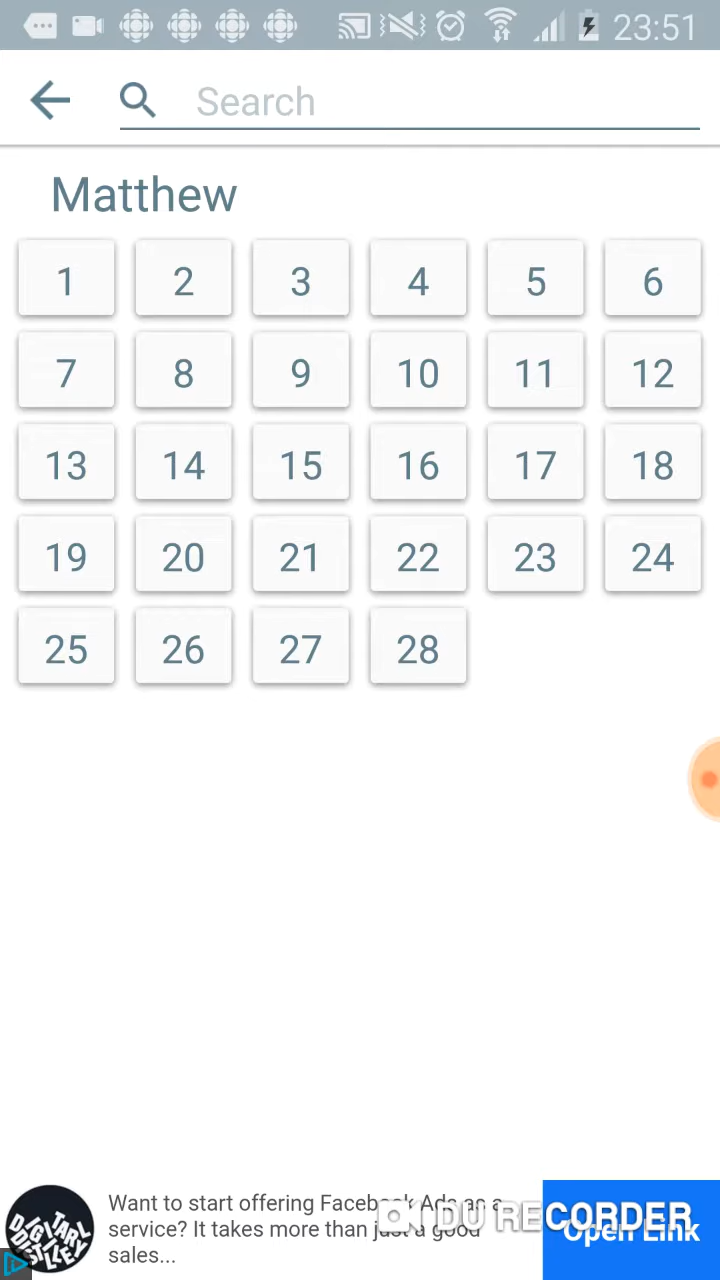 23:51
Search
Matthew
1 2 3 4 5 6
7 8 9 10 11 12
13 14 15 16 17 18
19 20 21 22 23 24
25 26 27 28
Want to start offering Facebook Ads as a
service? It takes more than just a good
sales...
DU RECORDER
Open Link
DIGITARY DISTILLEY